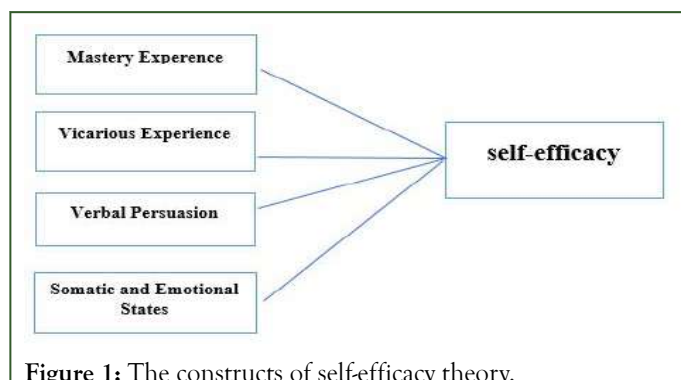 Mastery Experence
Vicarious Experience
Verbal Persuasion
Somatic and Emotional
States
self-efficacy
Figure 1: The constructs of self-efficacy theory.